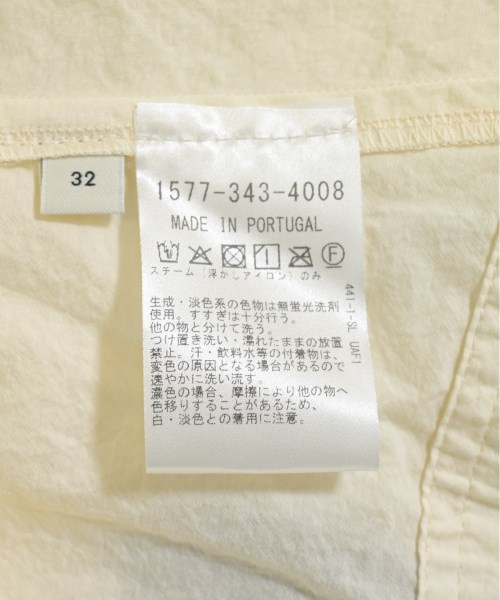 32
1577-343-4008
MADE IN PORTUGAL
スチーム(浮かしアイロン)のみ
生成・淡色系の色物は無蛍光洗剤
使用。すすぎは十分行う。
他の物と分けて洗う。
つけ置き洗い・濡れたままの放置
禁止。汗・飲料水等の付着物は、
変色の原因となる場合があるので
速やかに洗い流す。
濃色の場合、摩擦により他の物へ
色移りすることがあるため、
白・淡色との着用に注意。
441-1-SL UAF1